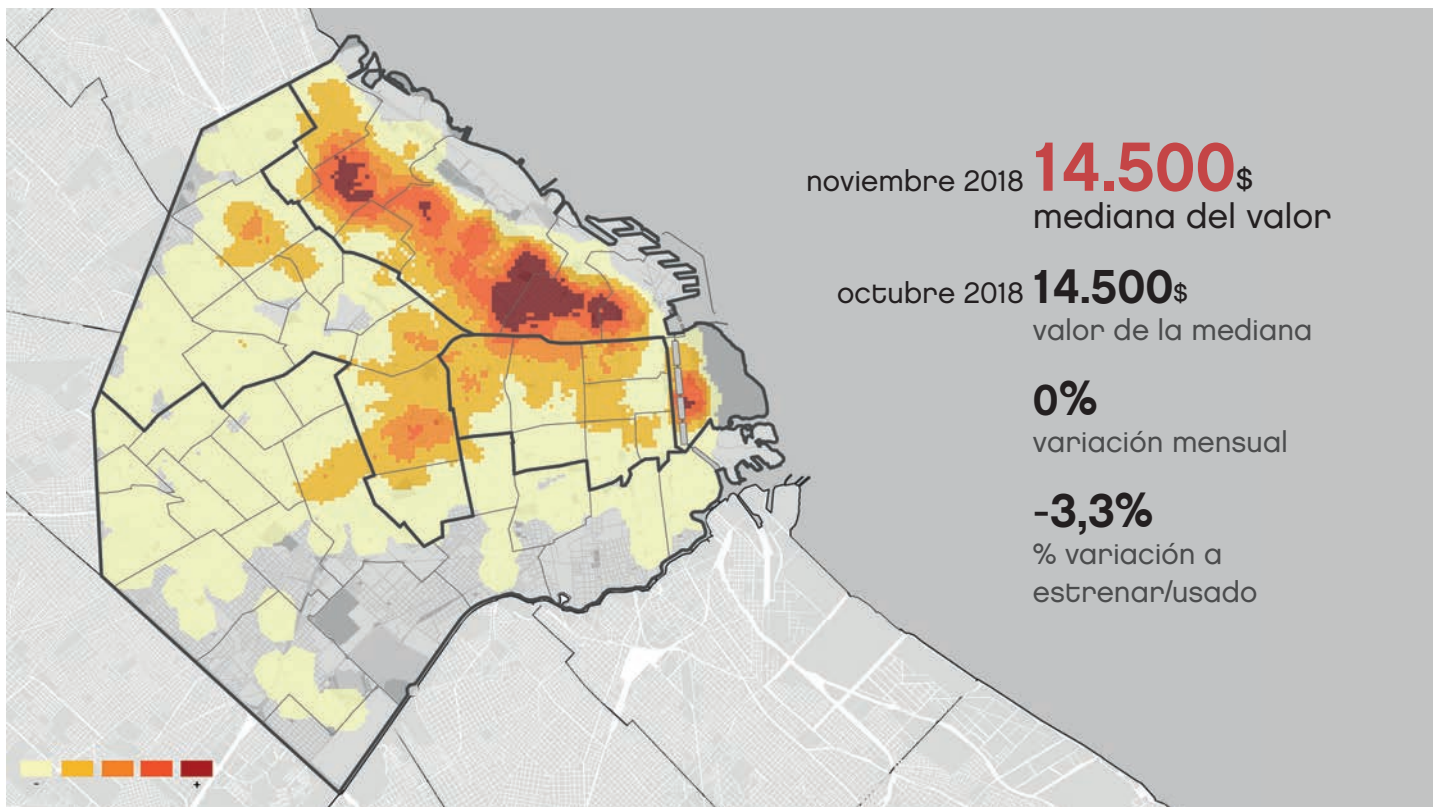 noviembre 2018 14.500$
mediana del valor
octubre 2018 14.500$
valor de la mediana
0%
variación mensual
-3,3%
% variación a
estrenar/usado
- +